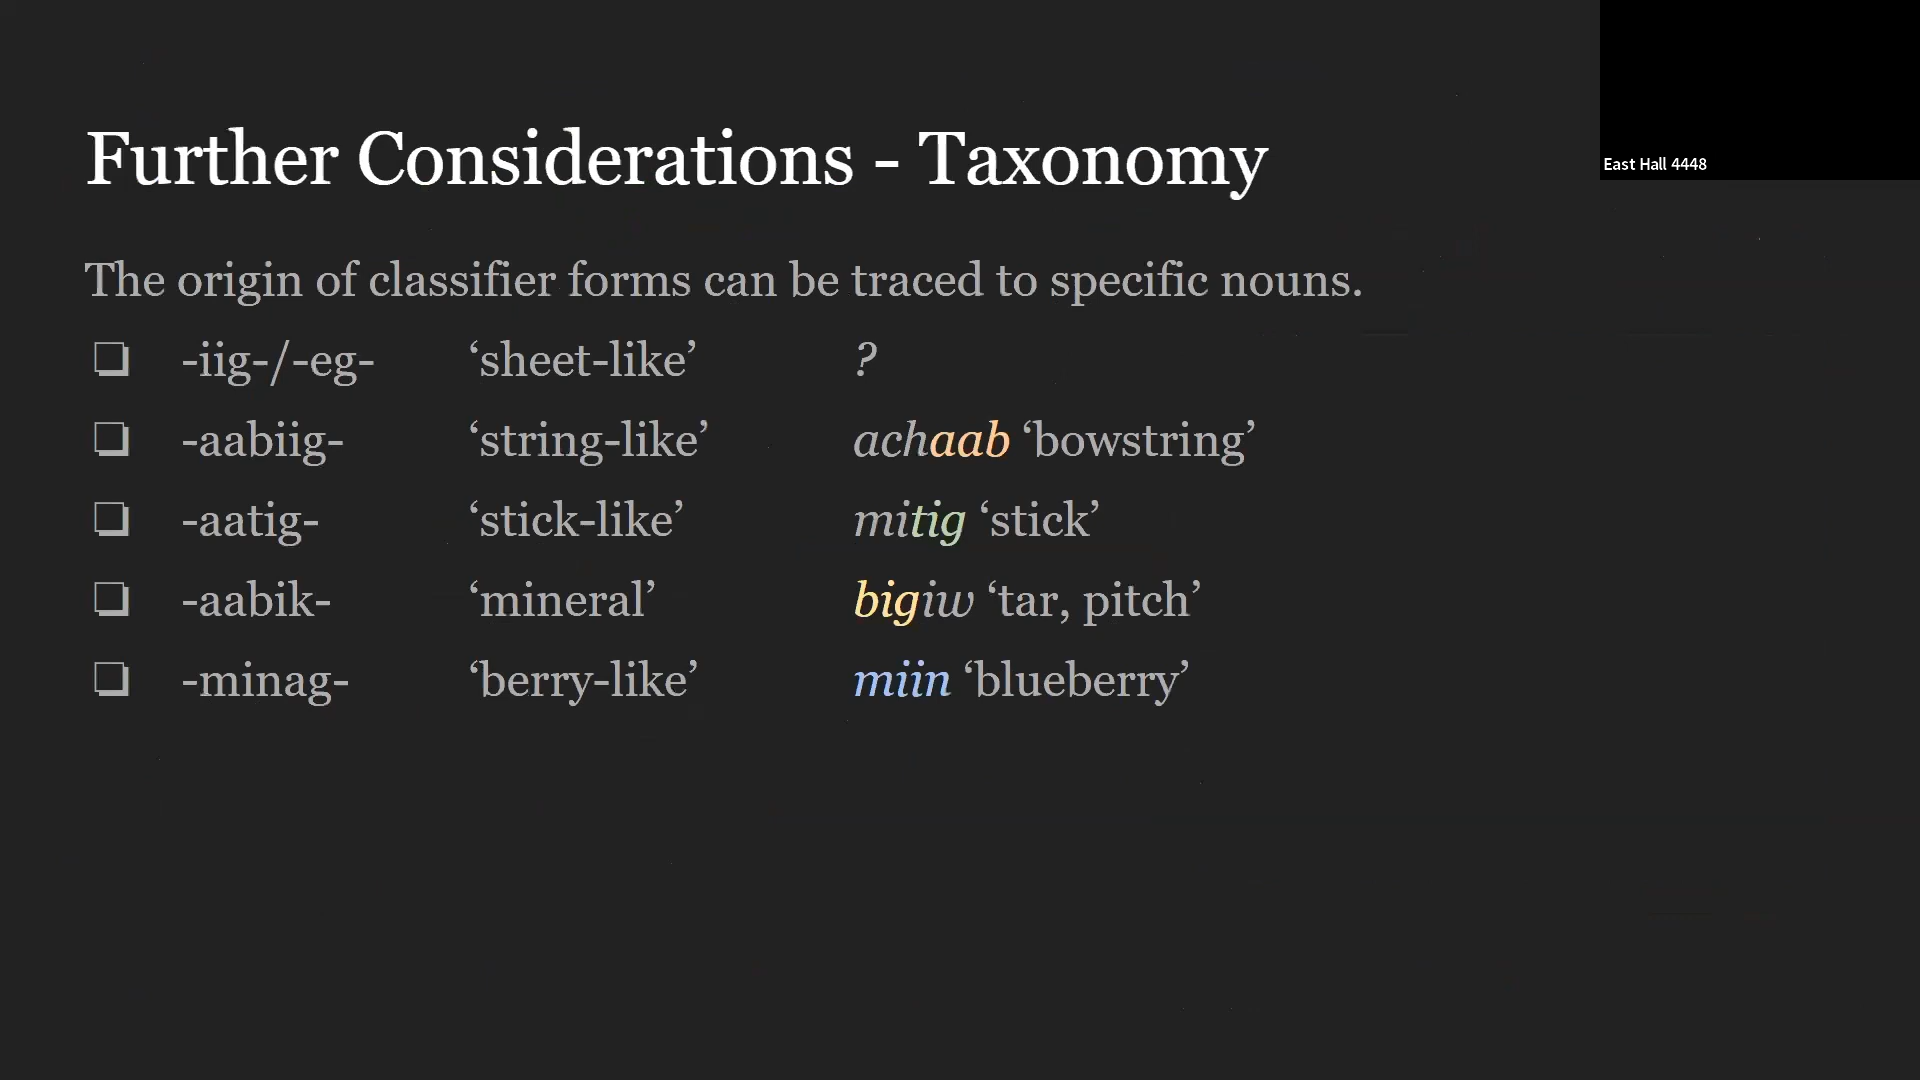 East Hall 4448
Further Considerations - Taxonomy
The origin of classifier forms can be traced to specific nouns.
❏ -iig-/-eg- ‘sheet-like’ ?
❏ -aabiig- ‘string-like’ achaab ‘bowstring’
❏ -aatig- ‘stick-like’ mitig ‘stick’
❏ -aabik- ‘mineral’ bigiw ‘tar, pitch’
❏ -minag- ‘berry-like’ miin ‘blueberry’